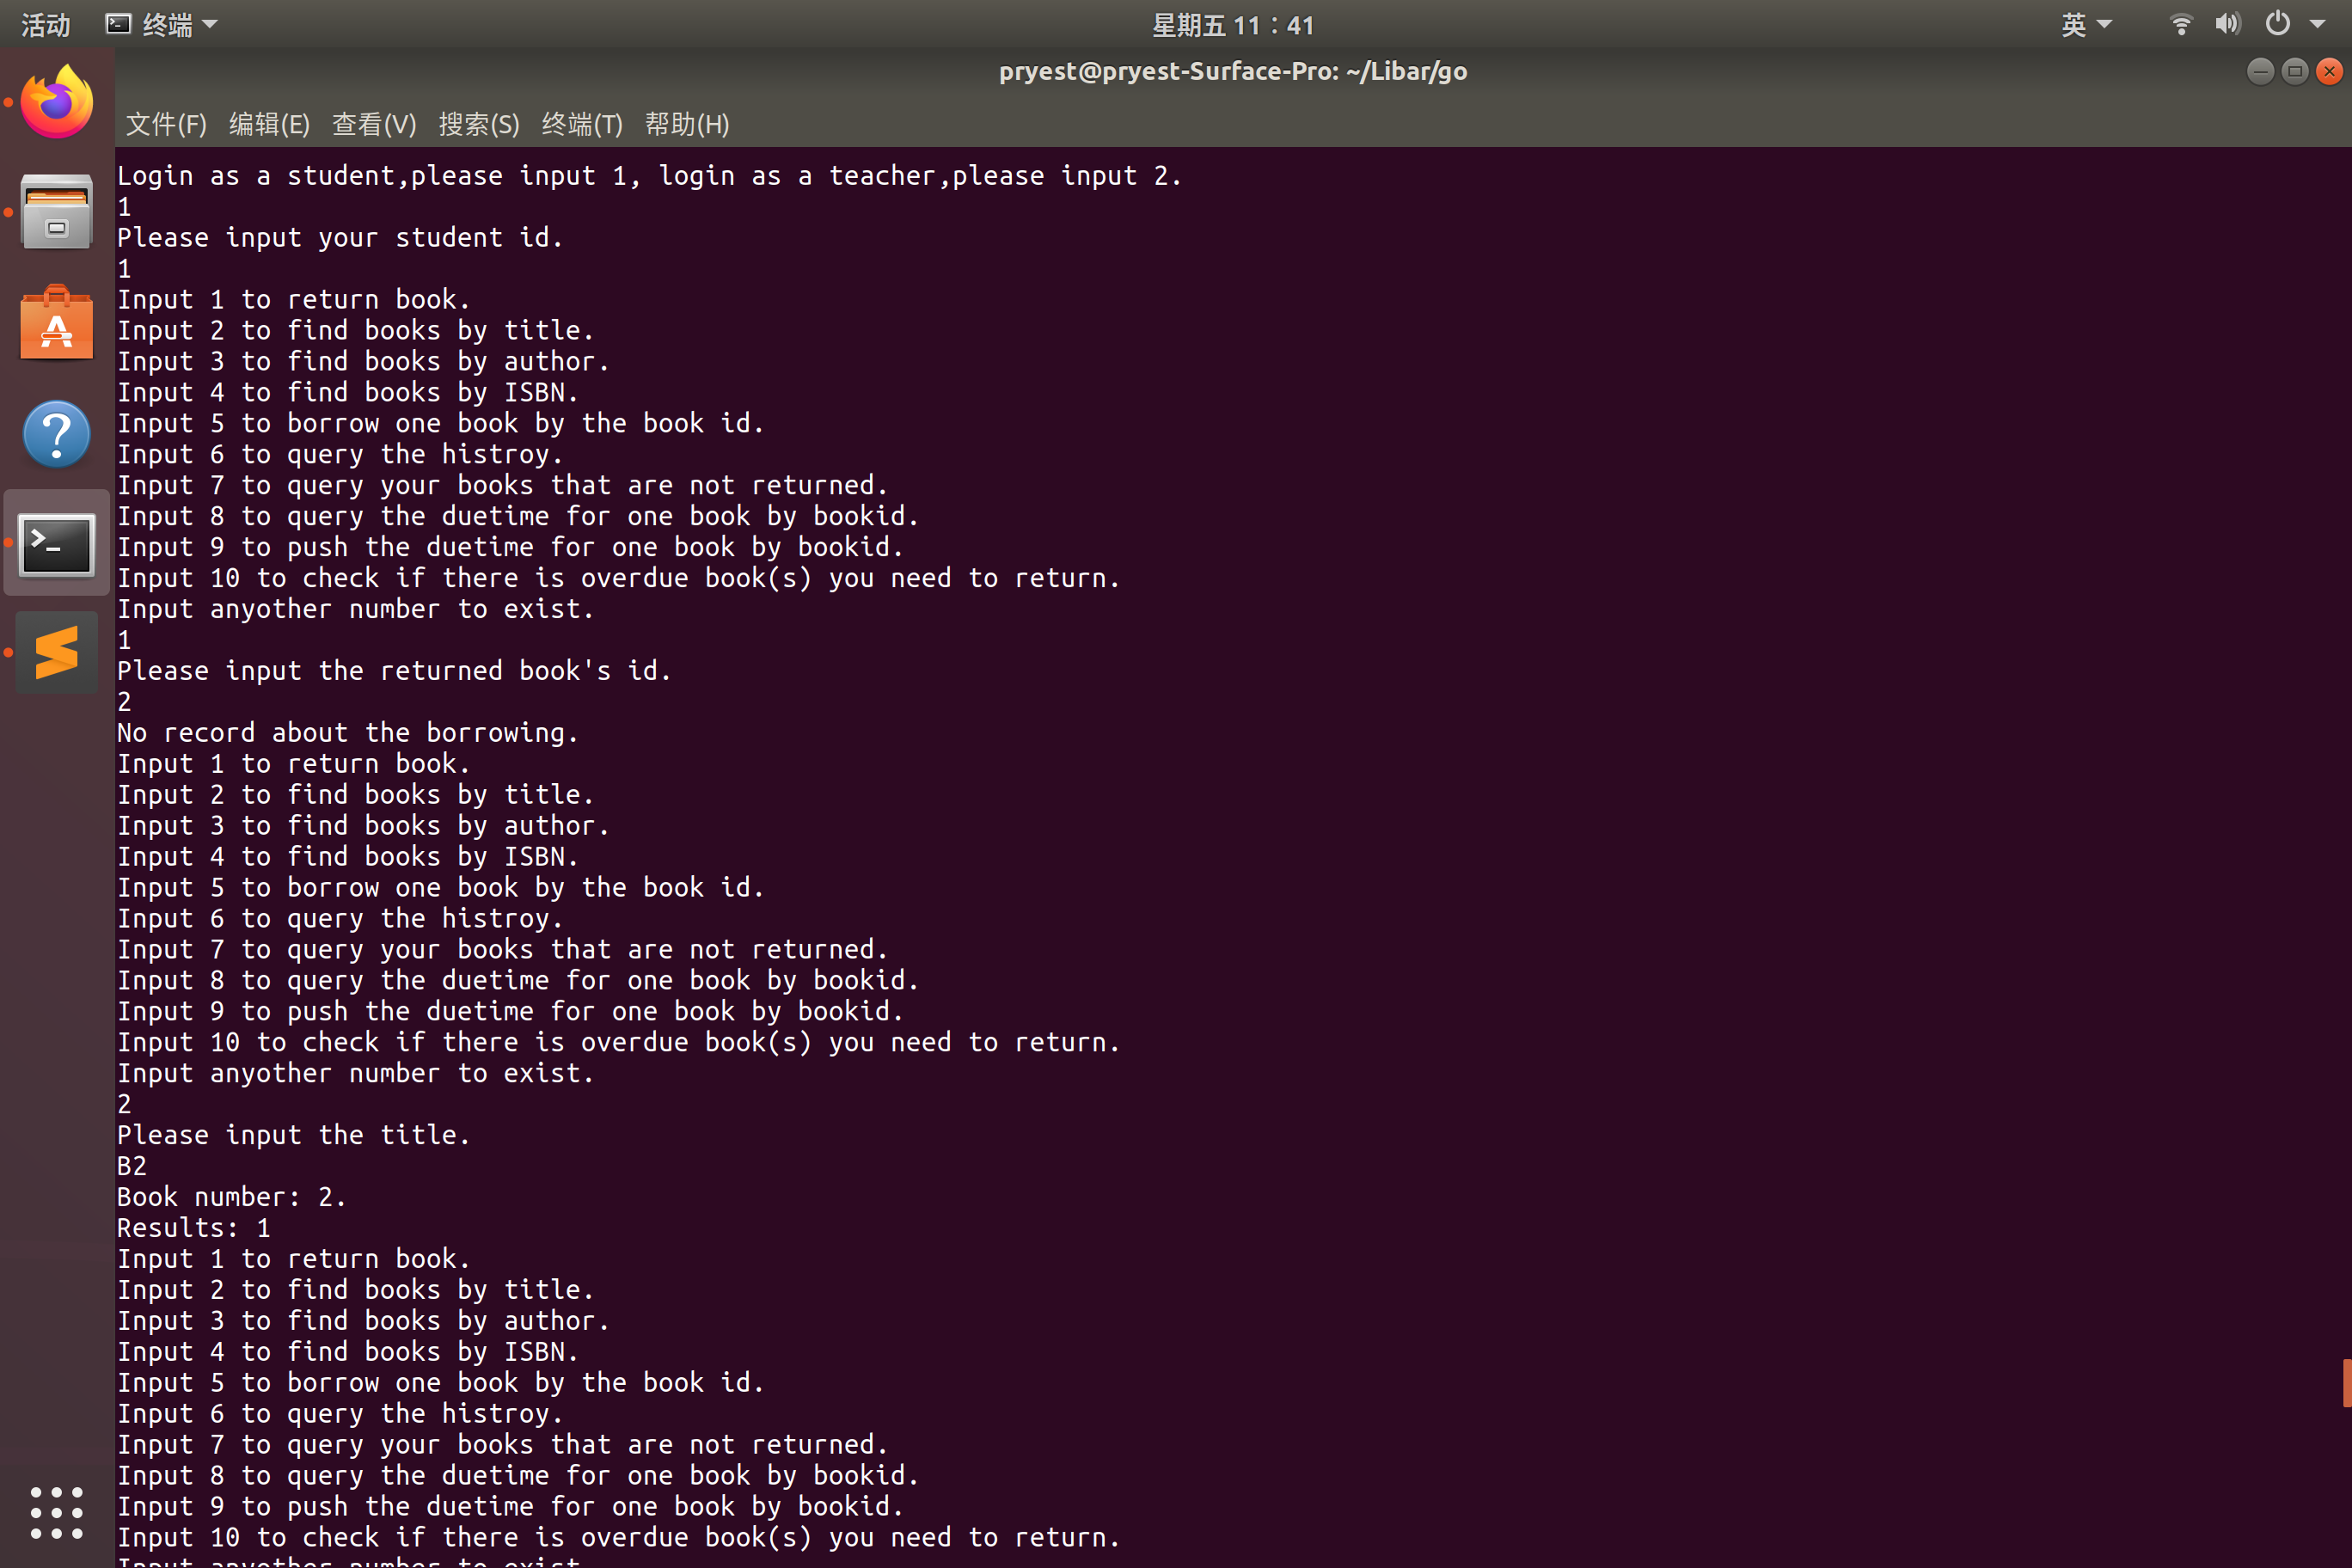 活动 终端 星期五 11：41 英
pryest@pryest-Surface-Pro: ~/Libar/go
文件(F) 编辑(E) 查看(V) 搜索(S) 终端(T) 帮助(H)
Login as a student,please input 1, login as a teacher,please input 2.
1
Please input your student id.
1
Input 1 to return book.
Input 2 to find books by title.
Input 3 to find books by author.
Input 4 to find books by ISBN.
Input 5 to borrow one book by the book id.
Input 6 to query the histroy.
Input 7 to query your books that are not returned.
Input 8 to query the duetime for one book by bookid.
Input 9 to push the duetime for one book by bookid.
Input 10 to check if there is overdue book(s) you need to return.
Input anyother number to exist.
1
Please input the returned book's id.
2
No record about the borrowing.
Input 1 to return book.
Input 2 to find books by title.
Input 3 to find books by author.
Input 4 to find books by ISBN.
Input 5 to borrow one book by the book id.
Input 6 to query the histroy.
Input 7 to query your books that are not returned.
Input 8 to query the duetime for one book by bookid.
Input 9 to push the duetime for one book by bookid.
Input 10 to check if there is overdue book(s) you need to return.
Input anyother number to exist.
2
Please input the title.
B2
Book number: 2.
Results: 1
Input 1 to return book.
Input 2 to find books by title.
Input 3 to find books by author.
Input 4 to find books by ISBN.
Input 5 to borrow one book by the book id.
Input 6 to query the histroy.
Input 7 to query your books that are not returned.
Input 8 to query the duetime for one book by bookid.
Input 9 to push the duetime for one book by bookid.
Input 10 to check if there is overdue book(s) you need to return.
Input anyother number to exist.